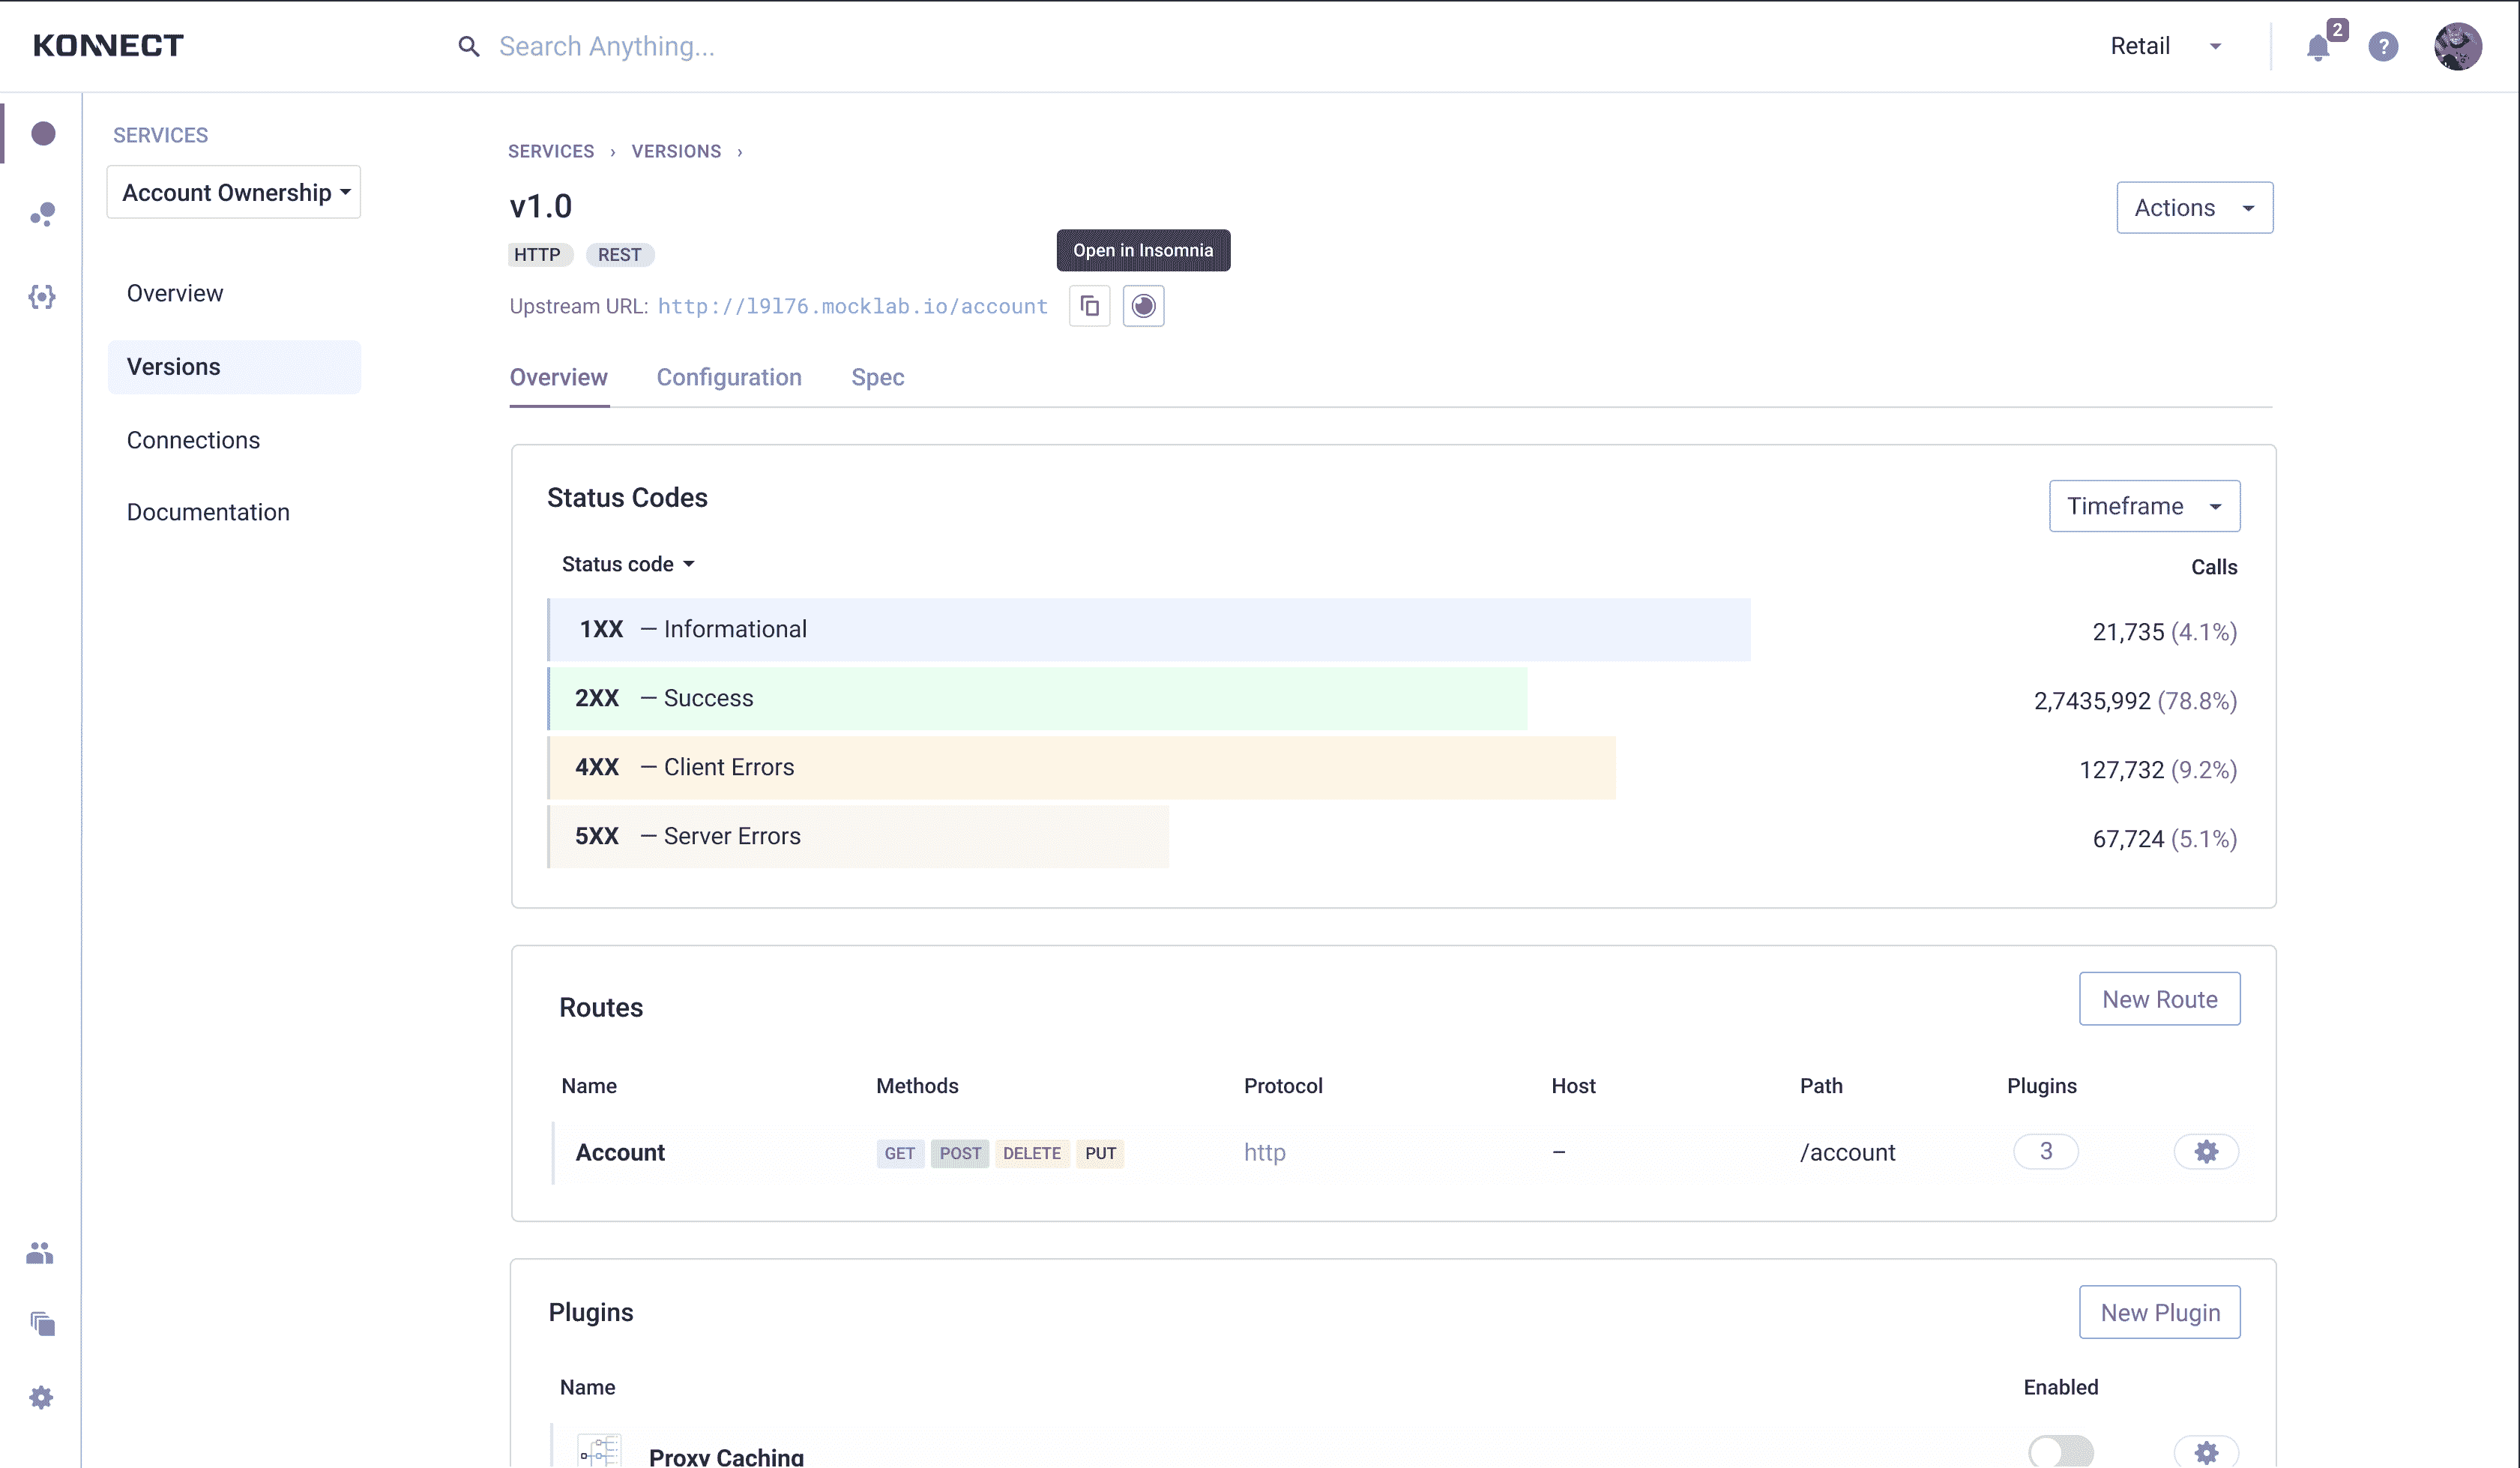 KONNECT
Search Anything...
Retail
2
?
SERVICES
Account Ownership
Overview
Versions
Connections
Documentation
SERVICES › VERSIONS ›
v1.0
Actions
HTTP REST
Open in Insomnia
Upstream URL: http://l9l76.mocklab.io/account
Overview Configuration Spec
Status Codes
Timeframe
Status code Calls
1XX — Informational 21,735 (4.1%)
2XX — Success 2,7435,992 (78.8%)
4XX — Client Errors 127,732 (9.2%)
5XX — Server Errors 67,724 (5.1%)
Routes
New Route
Name Methods Protocol Host Path Plugins
Account GET POST DELETE PUT http – /account 3
Plugins
New Plugin
Name Enabled
Proxy Caching